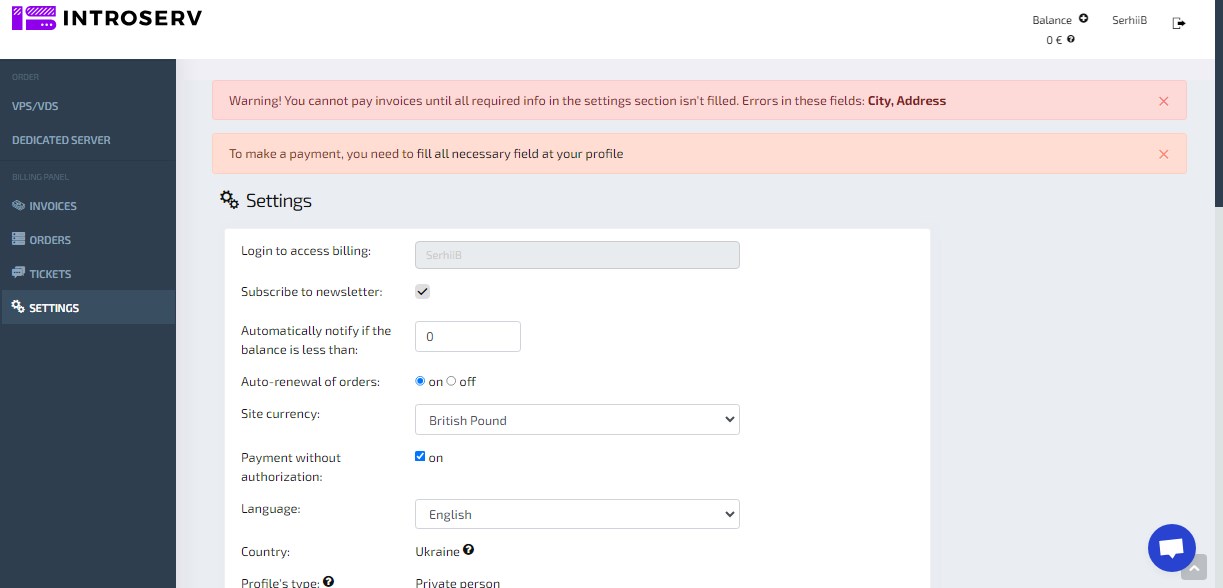 INTROSERV
Balance
SerhiiB
0 €
ORDER
VPS/VDS
DEDICATED SERVER
BILLING PANEL
INVOICES
ORDERS
TICKETS
SETTINGS
Warning! You cannot pay invoices until all required info in the settings section isn't filled. Errors in these fields: City, Address
To make a payment, you need to fill all necessary field at your profile
Settings
Login to access billing:
SerhiiB
Subscribe to newsletter:
Automatically notify if the
balance is less than:
0
Auto-renewal of orders:
on off
Site currency:
British Pound
Payment without
authorization:
on
Language:
English
Country:
Ukraine
Profile's type:
Private person